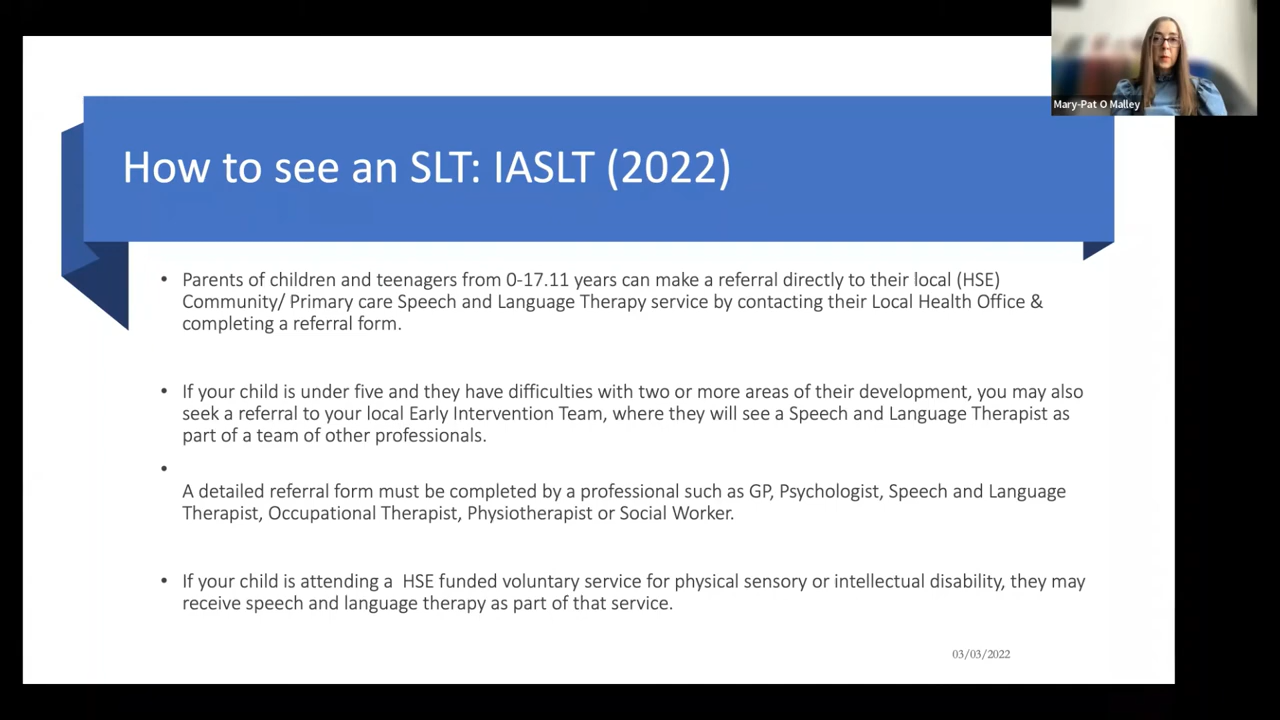 Mary-Pat O Malley
How to see an SLT: IASLT (2022)
• Parents of children and teenagers from 0-17.11 years can make a referral directly to their local (HSE)
Community/ Primary care Speech and Language Therapy service by contacting their Local Health Office &
completing a referral form.
• If your child is under five and they have difficulties with two or more areas of their development, you may also
seek a referral to your local Early Intervention Team, where they will see a Speech and Language Therapist as
part of a team of other professionals.
•
A detailed referral form must be completed by a professional such as GP, Psychologist, Speech and Language
Therapist, Occupational Therapist, Physiotherapist or Social Worker.
• If your child is attending a  HSE funded voluntary service for physical sensory or intellectual disability, they may
receive speech and language therapy as part of that service.
03/03/2022